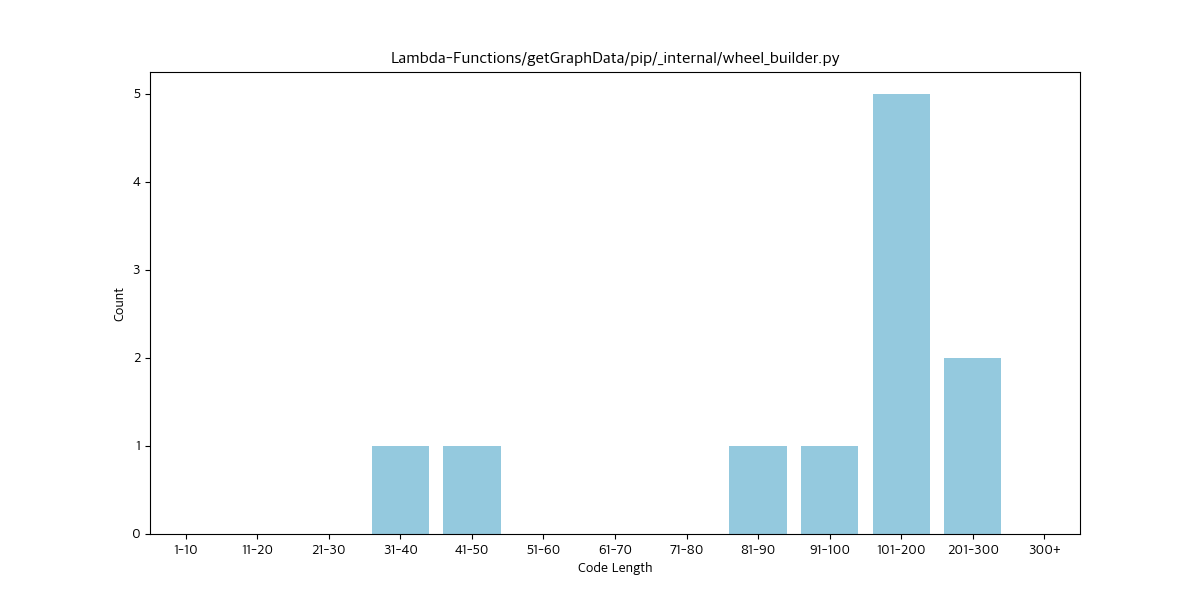 Lambda-Functions/getGraphData/pip/_internal/wheel_builder.py
5
4
3
2
1
0
Count
1-10 11-20 21-30 31-40 41-50 51-60 61-70 71-80 81-90 91-100 101-200 201-300 300+
Code Length